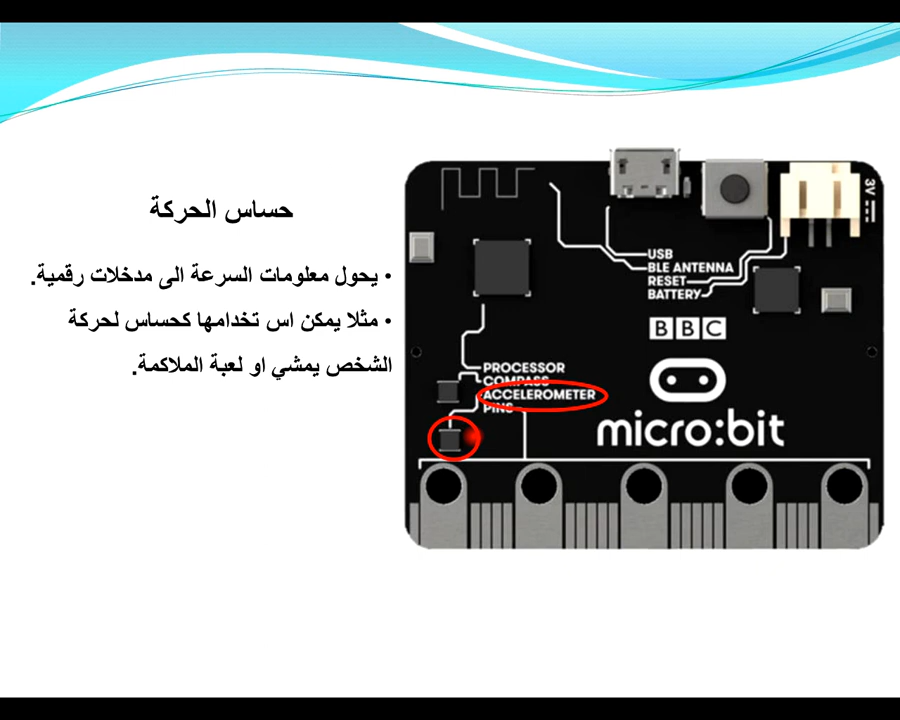 حساس الحركة
• يحول معلومات السرعة الى مدخلات رقمية.
• مثلا يمكن اس تخدامها كحساس لحركة
الشخص يمشي او لعبة الملاكمة.
3V
USB
BLE ANTENNA
RESET
BATTERY
BBC
PROCESSOR
COMPASS
ACCELEROMETER
PINS
micro:bit